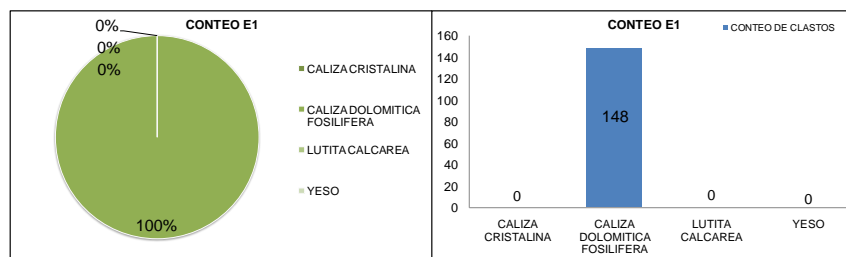 CONTEO E1
0%
0%
0%
100%
CALIZA CRISTALINA
CALIZA DOLOMITICA
FOSILIFERA
LUTITA CALCAREA
YESO
CONTEO E1
CONTEO DE CLASTOS
160
140
120
100
80
60
40
20
0
0
148
0
0
CALIZA
CRISTALINA
CALIZA
DOLOMITICA
FOSILIFERA
LUTITA
CALCAREA
YESO